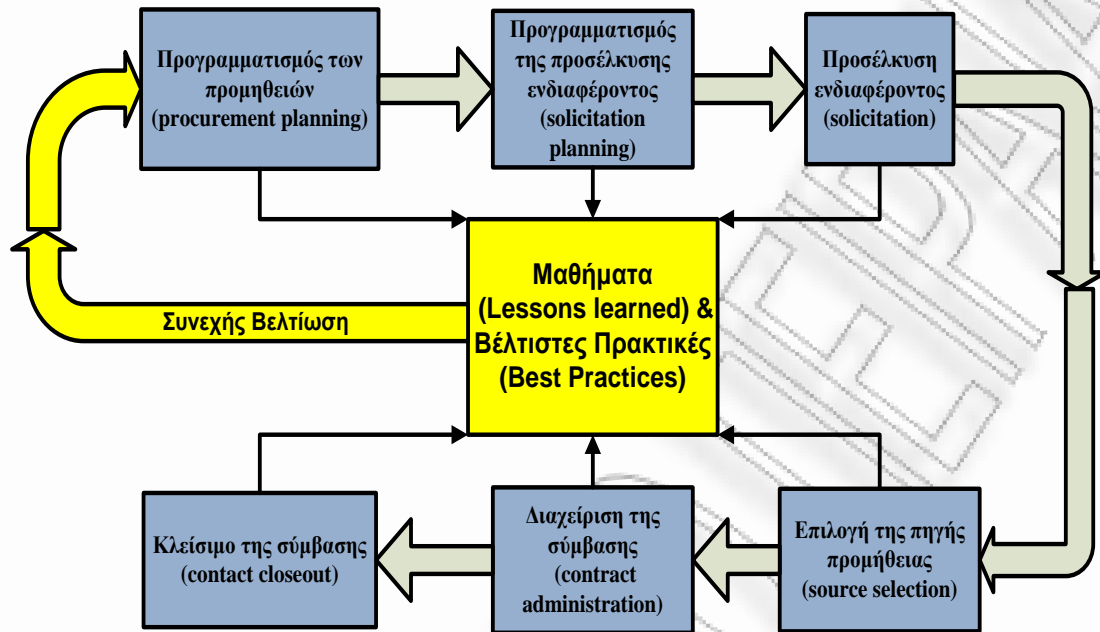 Προγραμματισμός των
προμηθειών
(procurement planning)
Προγραμματισμός
της προσέλκυσης
ενδιαφέροντος
(solicitation
planning)
Προσέλκυση
ενδιαφέροντος
(solicitation)
Μαθήματα
(Lessons learned) &
Βέλτιστες Πρακτικές
(Best Practices)
Συνεχής Βελτίωση
Κλείσιμο της σύμβασης
(contact closeout)
Διαχείριση της
σύμβασης
(contract
administration)
Επιλογή της πηγής
προμήθειας
(source selection)